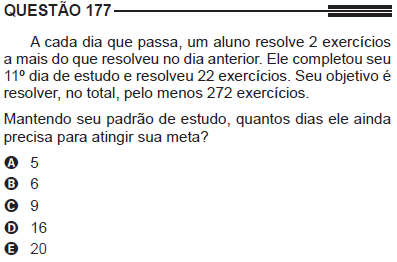 QUESTÃO 177
A cada dia que passa, um aluno resolve 2 exercícios
a mais do que resolveu no dia anterior. Ele completou seu
11º dia de estudo e resolveu 22 exercícios. Seu objetivo é
resolver, no total, pelo menos 272 exercícios.
Mantendo seu padrão de estudo, quantos dias ele ainda
precisa para atingir sua meta?
A 5
B 6
C 9
D 16
E 20